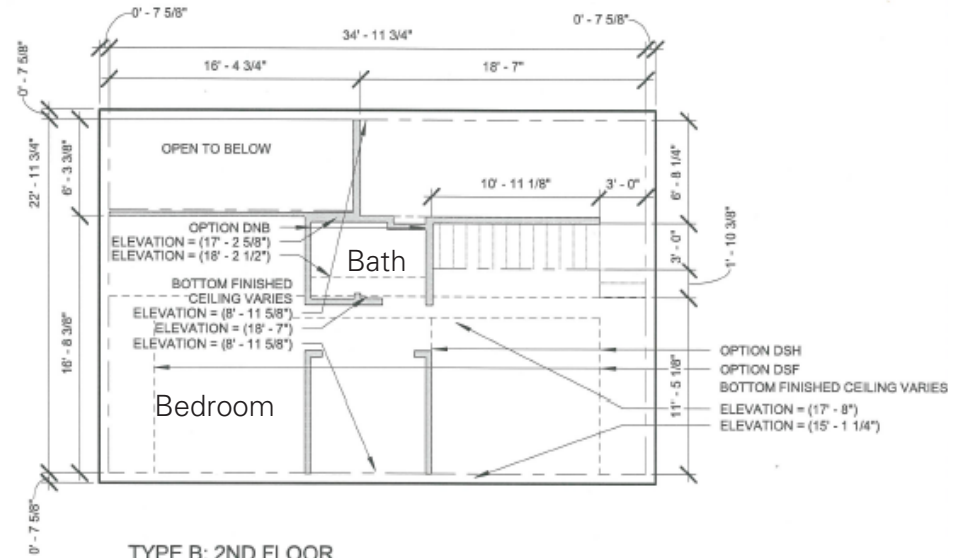 0' - 7 5/8"
0' - 7 5/8"
34' - 11 3/4"
16' - 4 3/4"
18' - 7"
0' - 7 5/8"
22' - 11 3/4"
6' - 3 3/8"
OPEN TO BELOW
10' - 11 1/8"
3' - 0"
6' - 8 1/4"
OPTION DNB
ELEVATION = (17' - 2 5/8")
ELEVATION = (18' - 2 1/2")
Bath
3' - 0"
1' - 10 3/8"
BOTTOM FINISHED
CEILING VARIES
ELEVATION = (8' - 11 5/8")
ELEVATION = (18' - 7")
ELEVATION = (8' - 11 5/8")
16' - 8 3/8"
Bedroom
11' - 5 1/8"
OPTION DSH
OPTION DSF
BOTTOM FINISHED CEILING VARIES
ELEVATION = (17' - 8")
ELEVATION = (15' - 1 1/4")
0' - 7 5/8"
TYPE B: 2ND FLOOR